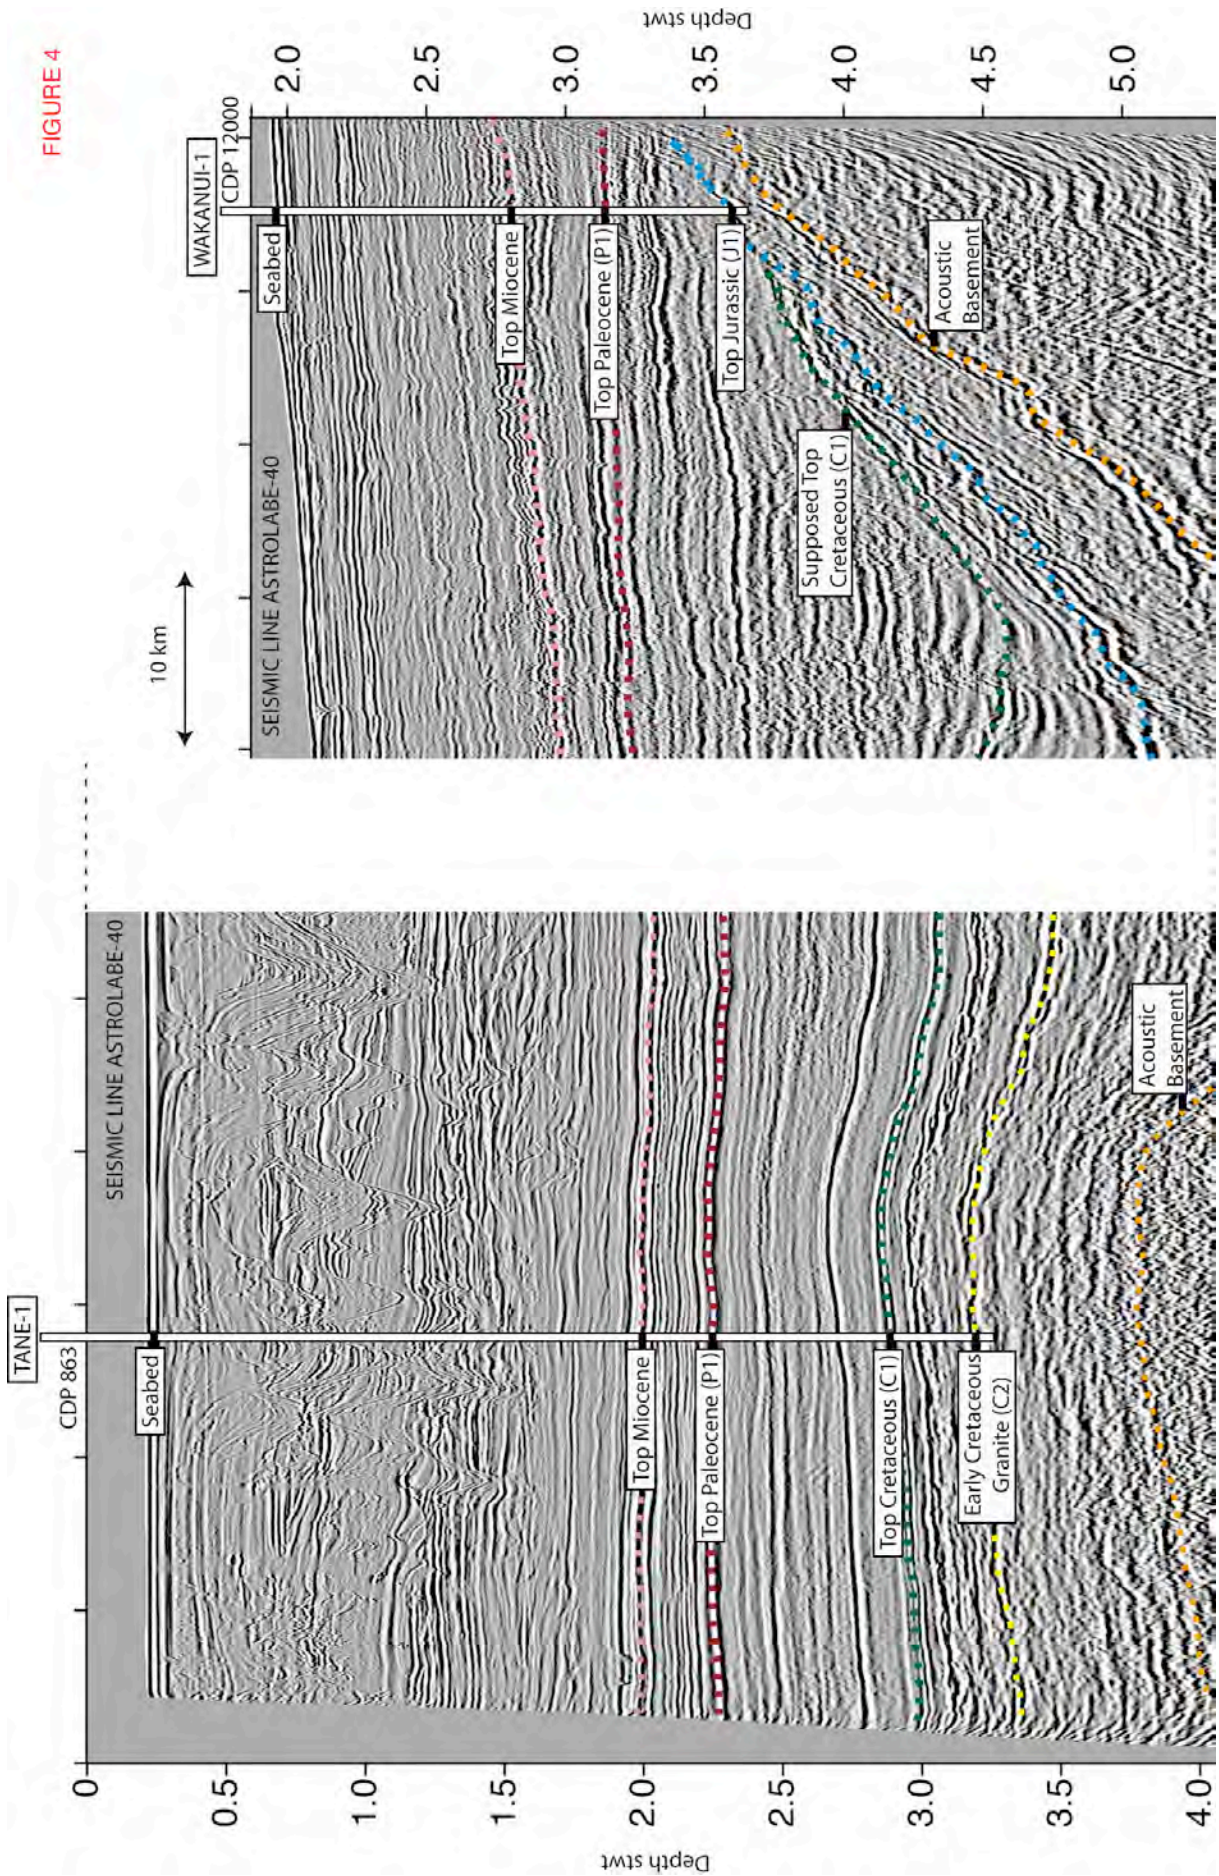 FIGURE 4
TANE-1
CDP 863
SEISMIC LINE ASTROLABE-40
Seabed
Top Miocene
Top Paleocene (P1)
Top Cretaceous (C1)
Early Cretaceous
Granite (C2)
Acoustic
Basement
Depth stwt
0
0.5
1.0
1.5
2.0
2.5
3.0
3.5
4.0
10 km
WAKANUI-1
CDP 12000
SEISMIC LINE ASTROLABE-40
Seabed
Top Miocene
Top Paleocene (P1)
Top Jurassic (J1)
Supposed Top
Cretaceous (C1)
Acoustic
Basement
Depth stwt
2.0
2.5
3.0
3.5
4.0
4.5
5.0